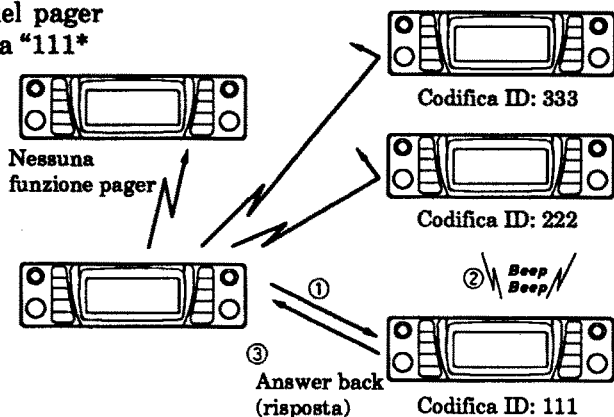 el pager
a “111*
Codifica ID: 333
Nessuna
funzione pager
Codifica ID: 222
①
②
Beep
Beep
③
Answer back
(risposta)
Codifica ID: 111